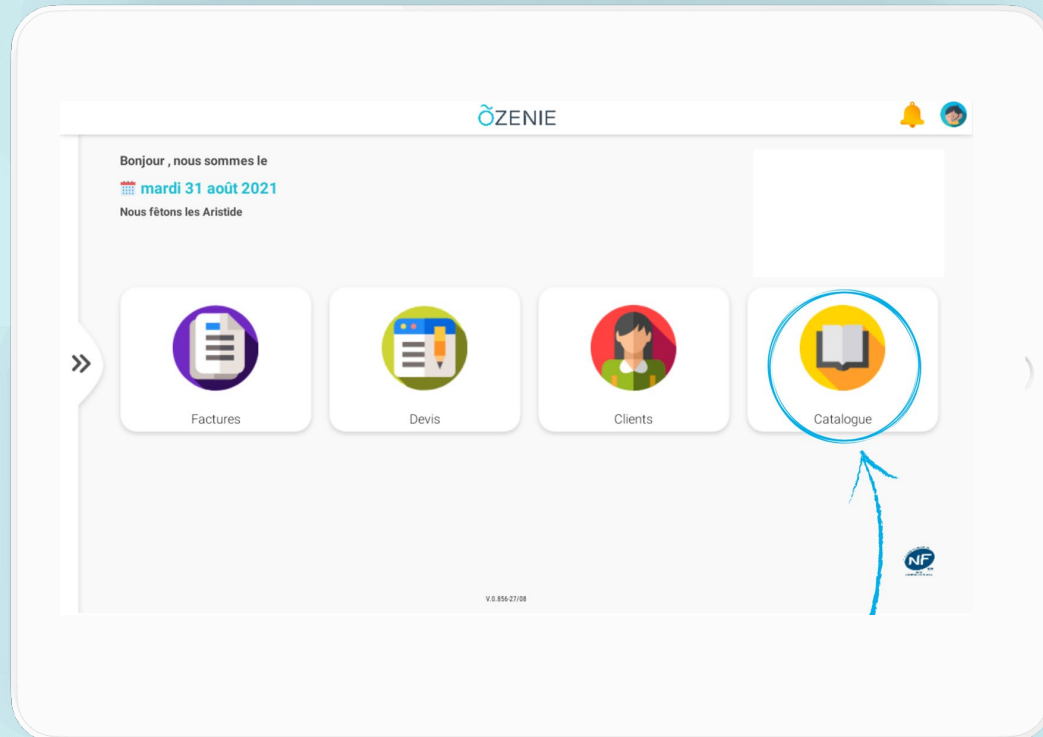 õZENIE
Bonjour , nous sommes le
mardi 31 août 2021
Nous fêtons les Aristide
Factures
Devis
Clients
Catalogue
NF
V.0.856-27/08